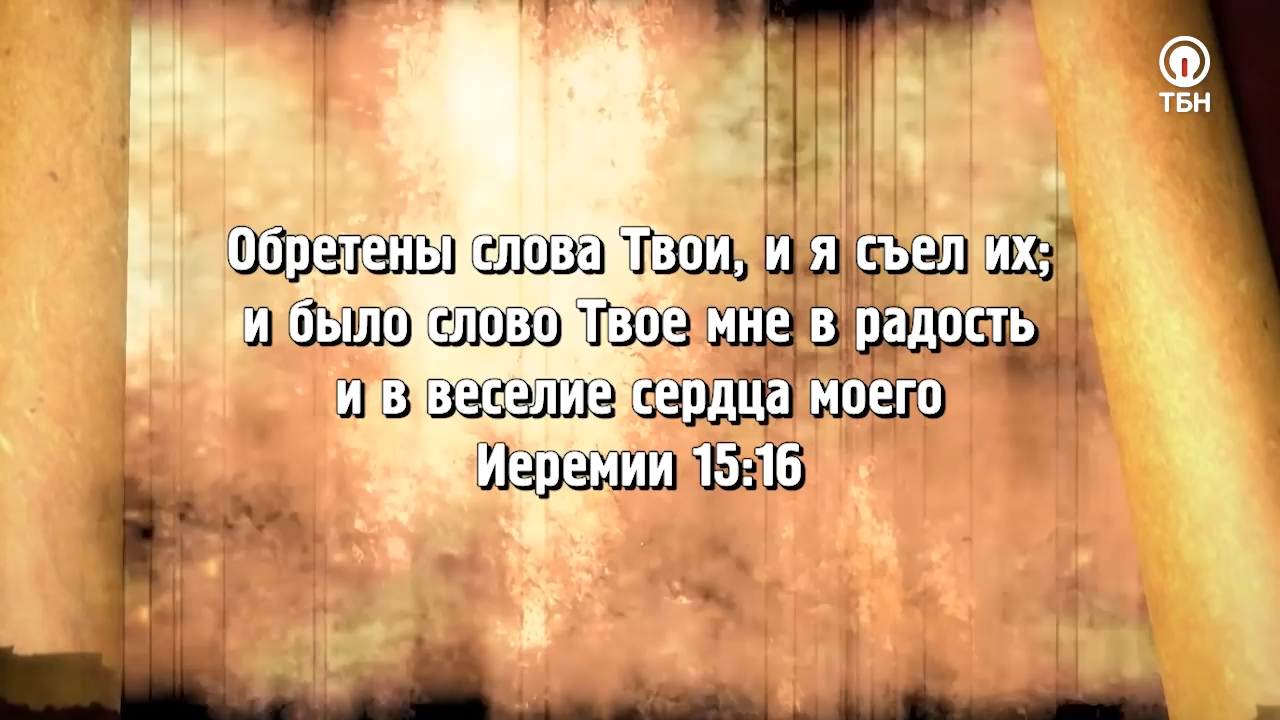 ТБН
Обретены слова Твои, и я съел их;
и было слово Твое мне в радость
и в веселие сердца моего
Иеремии 15:16